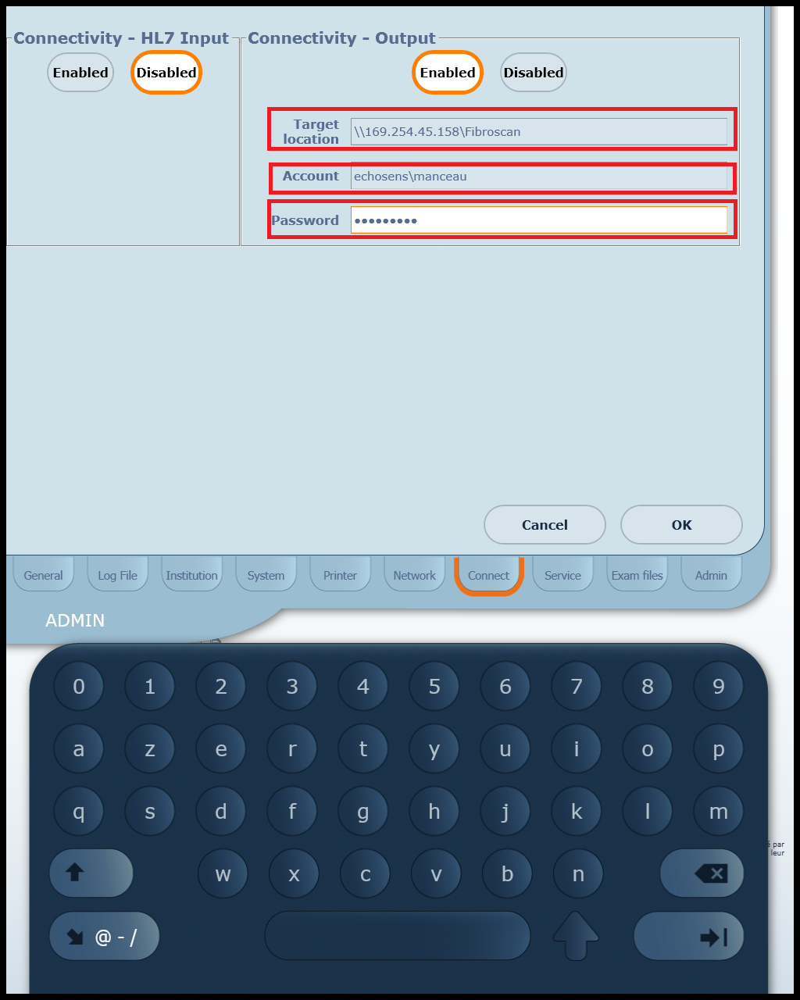 Connectivity - HL7 Input
Connectivity - Output
Enabled
Disabled
Enabled
Disabled
Target
location
\\169.254.45.158\Fibroscan
Account
echosens\manceau
Password
•••••••••
Cancel
OK
General
Log File
Institution
System
Printer
Network
Connect
Service
Exam files
Admin
ADMIN
0 1 2 3 4 5 6 7 8 9
a z e r t y u i o p
q s d f g h j k l m
par
leur
w x c v b n
@ - /